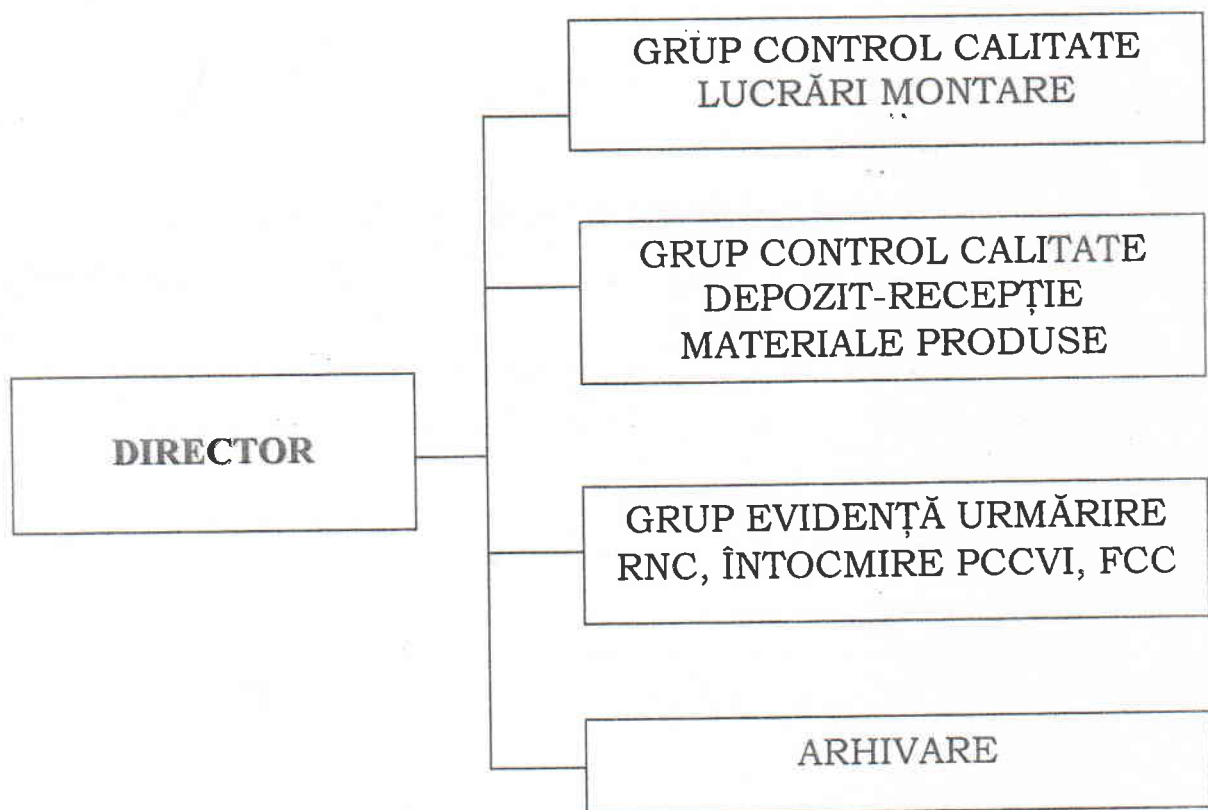 GRUP CONTROL CALITATE
LUCRĂRI MONTARE
GRUP CONTROL CALITATE
DEPOZIT-RECEPȚIE
MATERIALE PRODUSE
DIRECTOR
GRUP EVIDENȚĂ URMĂRIRE
RNC, ÎNTOCMIRE PCCVI, FCC
ARHIVARE